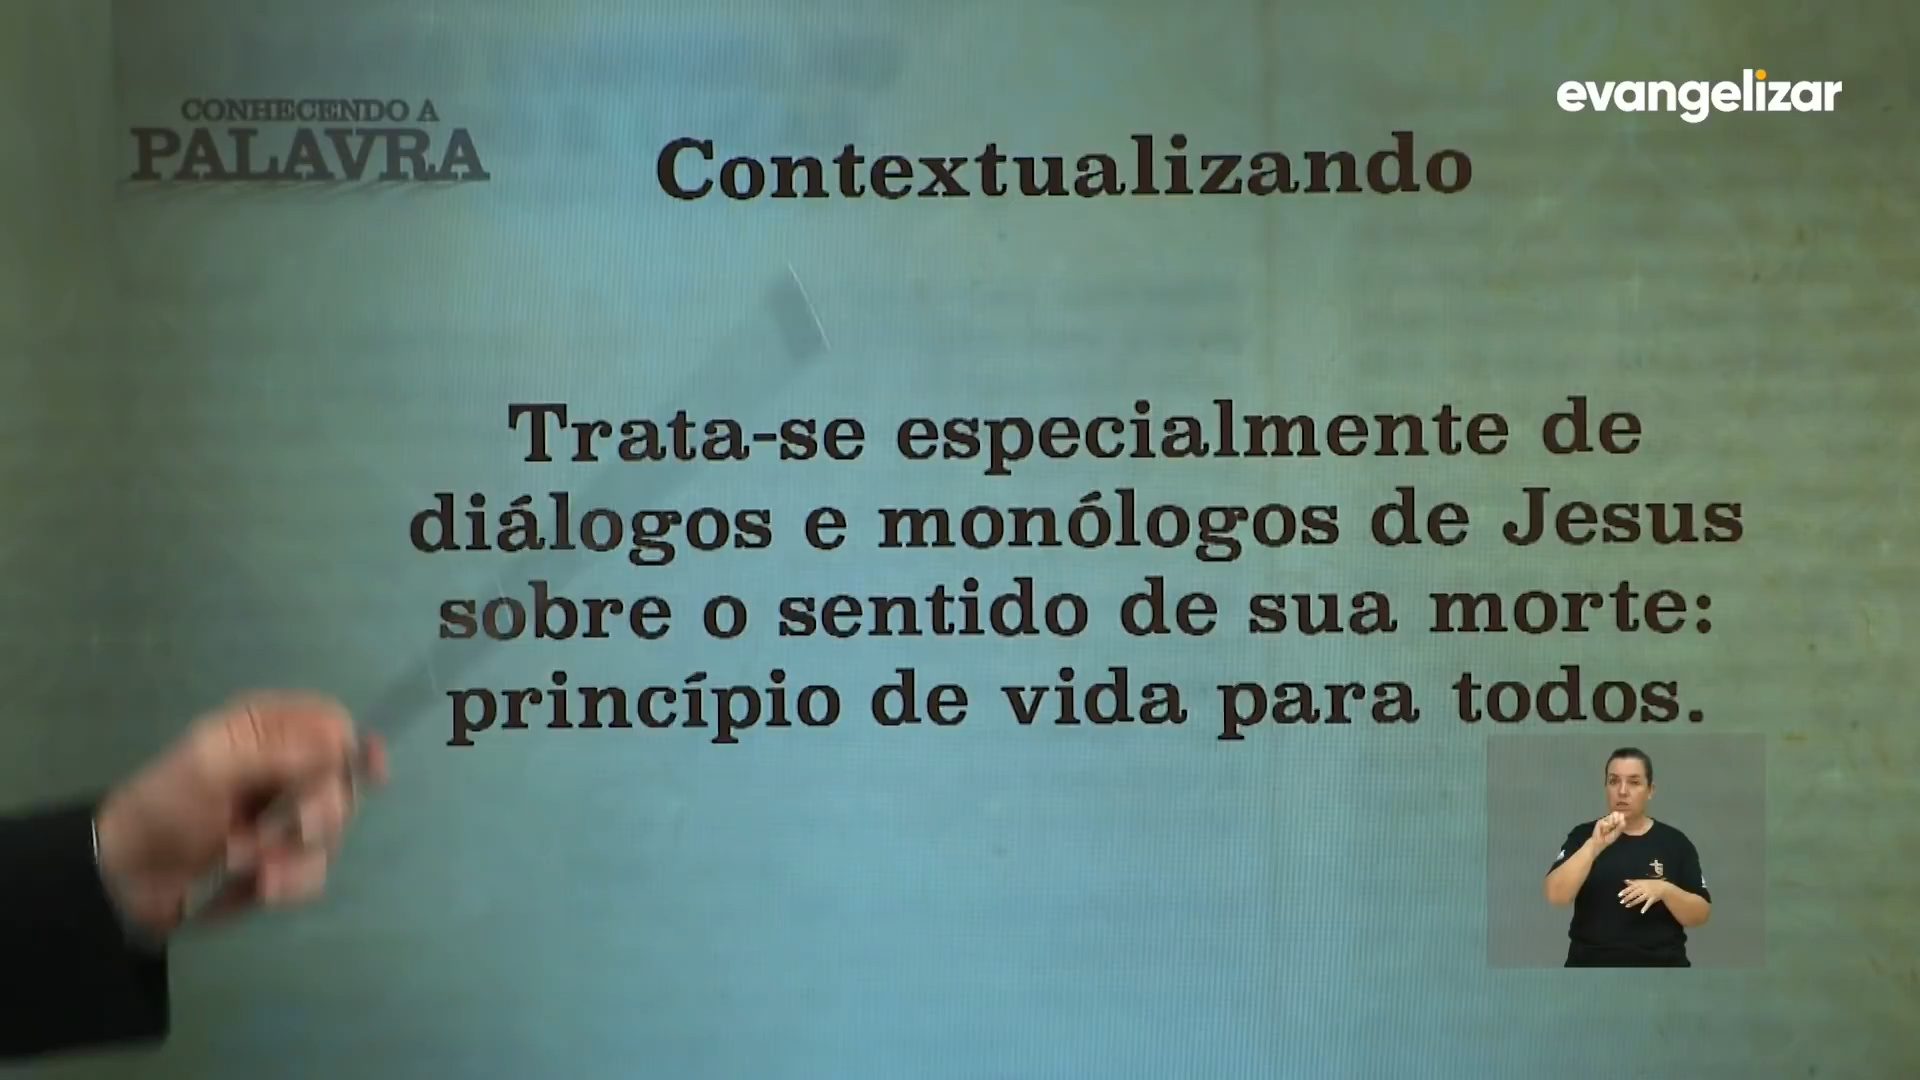 CONHECENDO A
PALAVRA
evangelizar
Contextualizando
Trata-se especialmente de
diálogos e monólogos de Jesus
sobre o sentido de sua morte:
princípio de vida para todos.